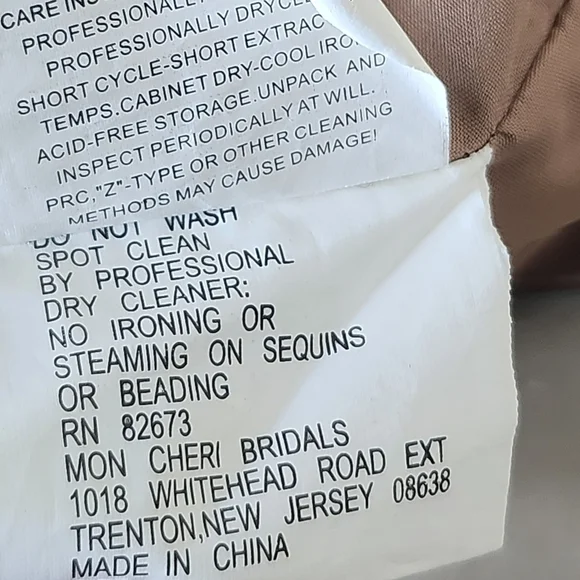 CARE
PROFESSIONALLY
PROFESSIONALLY
SHORT CYCLE-SHORT EXTRAC
TEMPS.CABINET DRY-COOL IRO
ACID-FREE STORAGE.UNPACK AND
INSPECT PERIODICALLY AT WILL.
PRC,"Z"-TYPE OR OTHER CLEANING
METHODS MAY CAUSE DAMAGE!
DO NOT WASH
SPOT CLEAN
BY PROFESSIONAL
DRY CLEANER:
NO IRONING OR
STEAMING ON SEQUINS
OR BEADING
RN 82673
MON CHERI BRIDALS
1018 WHITEHEAD ROAD EXT
TRENTON,NEW JERSEY 08638
MADE IN CHINA